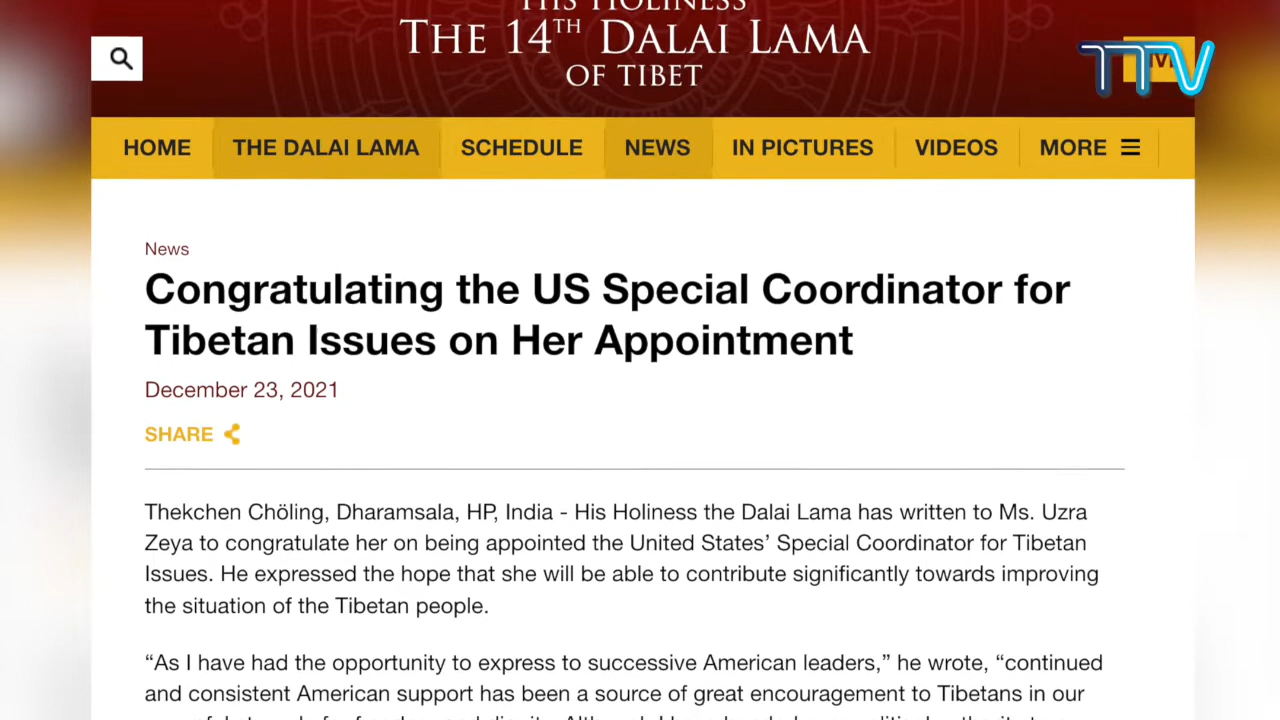 HIS HOLINESS
THE 14TH DALAI LAMA
OF TIBET
TTV
HOME THE DALAI LAMA SCHEDULE NEWS IN PICTURES VIDEOS MORE
News
Congratulating the US Special Coordinator for
Tibetan Issues on Her Appointment
December 23, 2021
SHARE
Thekchen Chöling, Dharamsala, HP, India - His Holiness the Dalai Lama has written to Ms. Uzra
Zeya to congratulate her on being appointed the United States’ Special Coordinator for Tibetan
Issues. He expressed the hope that she will be able to contribute significantly towards improving
the situation of the Tibetan people.
“As I have had the opportunity to express to successive American leaders,” he wrote, “continued
and consistent American support has been a source of great encouragement to Tibetans in our